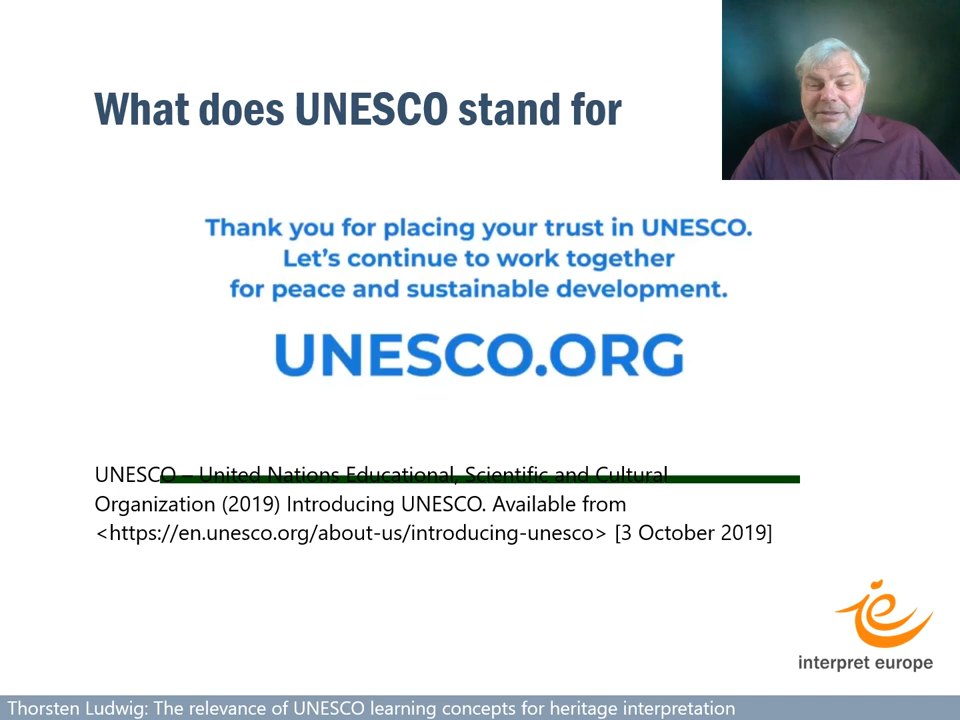 What does UNESCO stand for
Thank you for placing your trust in UNESCO.
Let's continue to work together
for peace and sustainable development.
UNESCO.ORG
UNESCO – United Nations Educational, Scientific and Cultural
Organization (2019) Introducing UNESCO. Available from
<https://en.unesco.org/about-us/introducing-unesco> [3 October 2019]
ie
interpret europe
Thorsten Ludwig: The relevance of UNESCO learning concepts for heritage interpretation